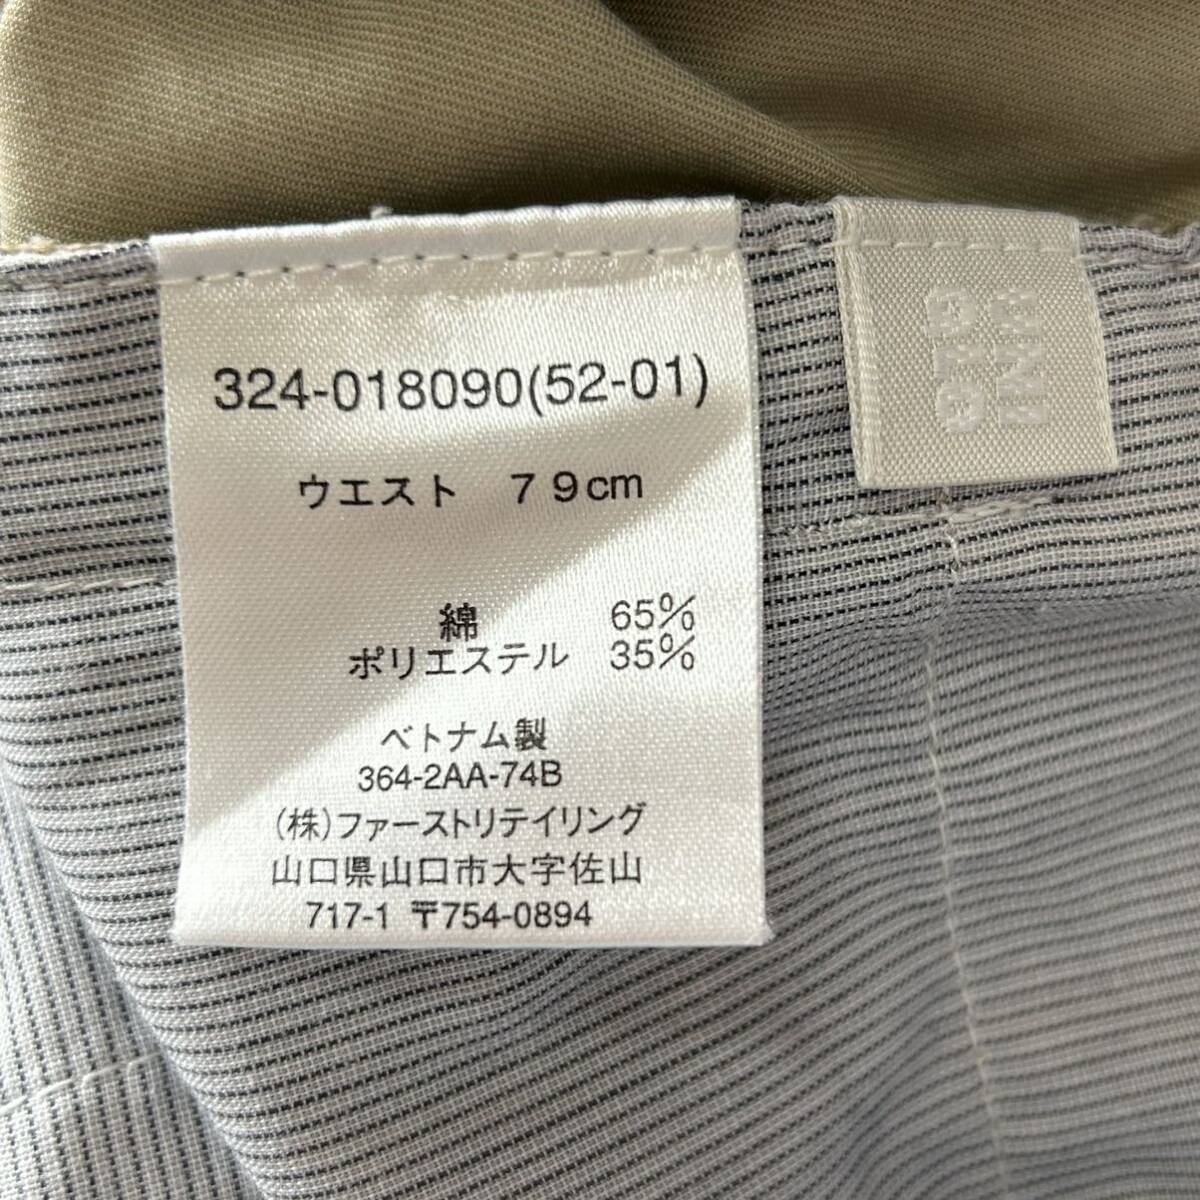 324-018090(52-01)
ウエスト 79cm
綿 65%
ポリエステル 35%
ベトナム製
364-2AA-74B
(株)ファーストリテイリング
山口県山口市大字佐山
717-1 〒754-0894
UNI
QLO